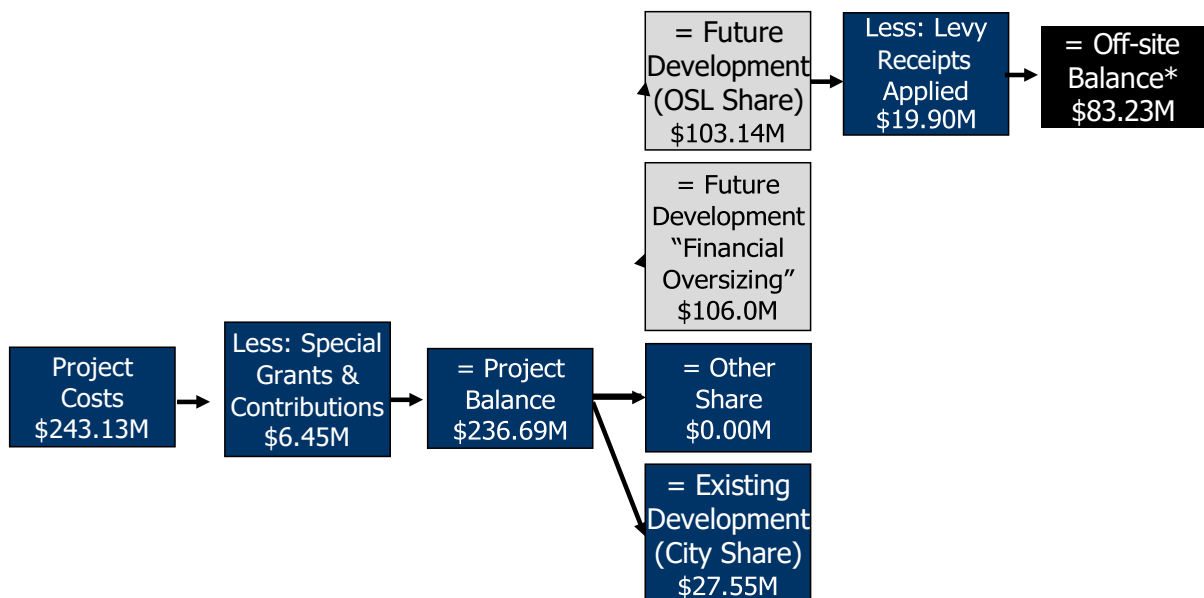 Project
Costs
$243.13M
Less: Special
Grants &
Contributions
$6.45M
= Project
Balance
$236.69M
= Future
Development
(OSL Share)
$103.14M
Less: Levy
Receipts
Applied
$19.90M
= Off-site
Balance*
$83.23M
= Future
Development
“Financial
Oversizing”
$106.0M
= Other
Share
$0.00M
= Existing
Development
(City Share)
$27.55M